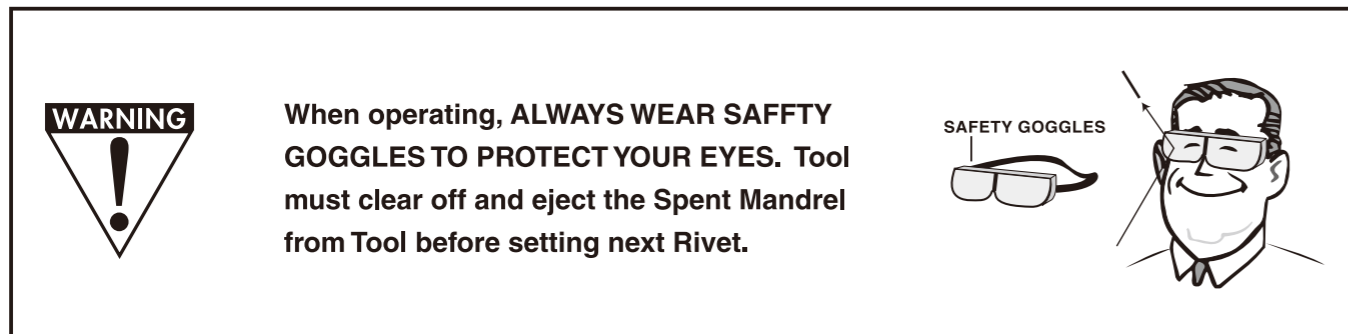 WARNING
When operating, ALWAYS WEAR SAFFTY
GOGGLES TO PROTECT YOUR EYES. Tool
must clear off and eject the Spent Mandrel
from Tool before setting next Rivet.
SAFETY GOGGLES